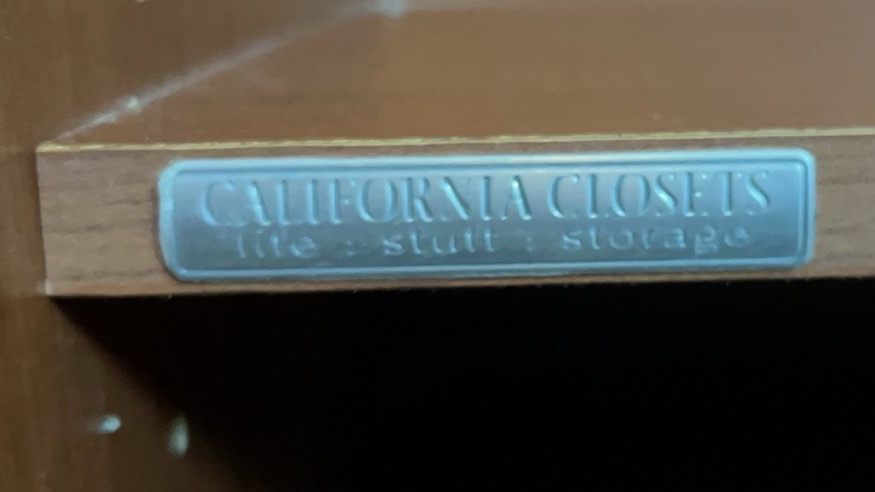 CALIFORNIA CLOSETS
life : stuff : storage